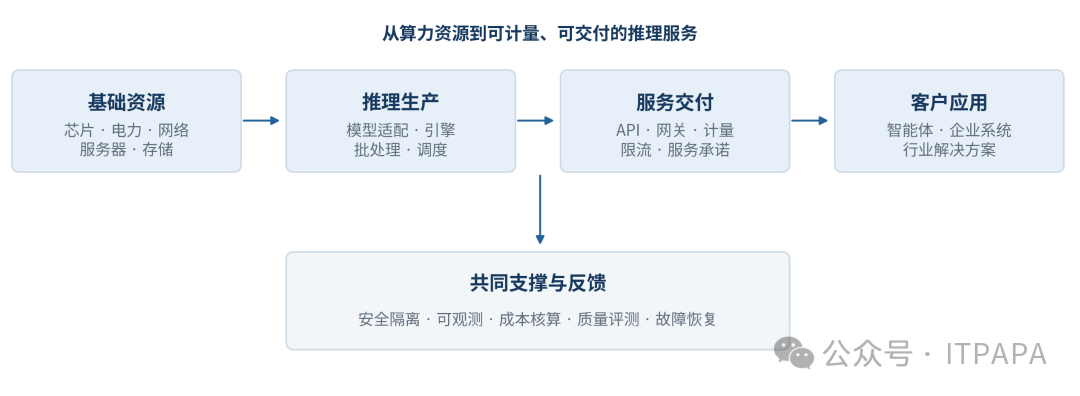 从算力资源到可计量、可交付的推理服务
基础资源
芯片 · 电力 · 网络
服务器 · 存储
推理生产
模型适配 · 引擎
批处理 · 调度
服务交付
API · 网关 · 计量
限流 · 服务承诺
客户应用
智能体 · 企业系统
行业解决方案
共同支撑与反馈
安全隔离 · 可观测 · 成本核算 · 质量评测 · 故障恢复
公众号 · ITPAPA